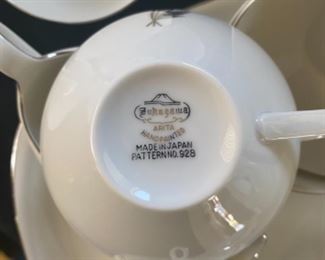 Fukagawa
ARITA
HANDPAINTED
MADE IN JAPAN
PATTERN NO. 928